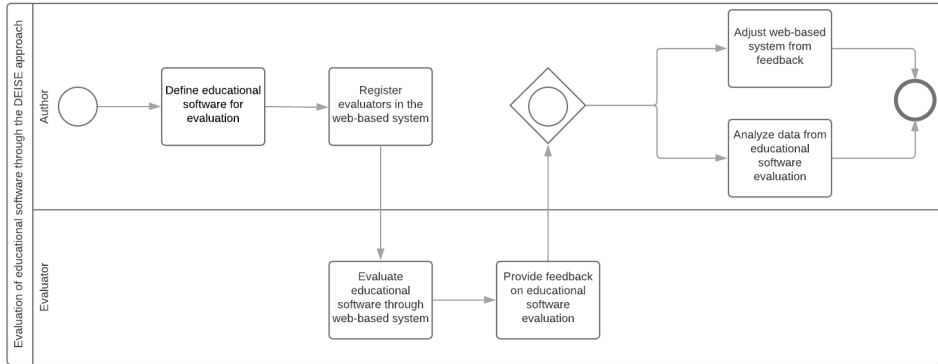 Evaluation of educational software through the DEISE approach
Author
Define educational
software for
evaluation
Register
evaluators in the
web-based system
Adjust web-based
system from
feedback
Analyze data from
educational
software
evaluation
Evaluator
Evaluate
educational
software through
web-based system
Provide feedback
on educational
software
evaluation